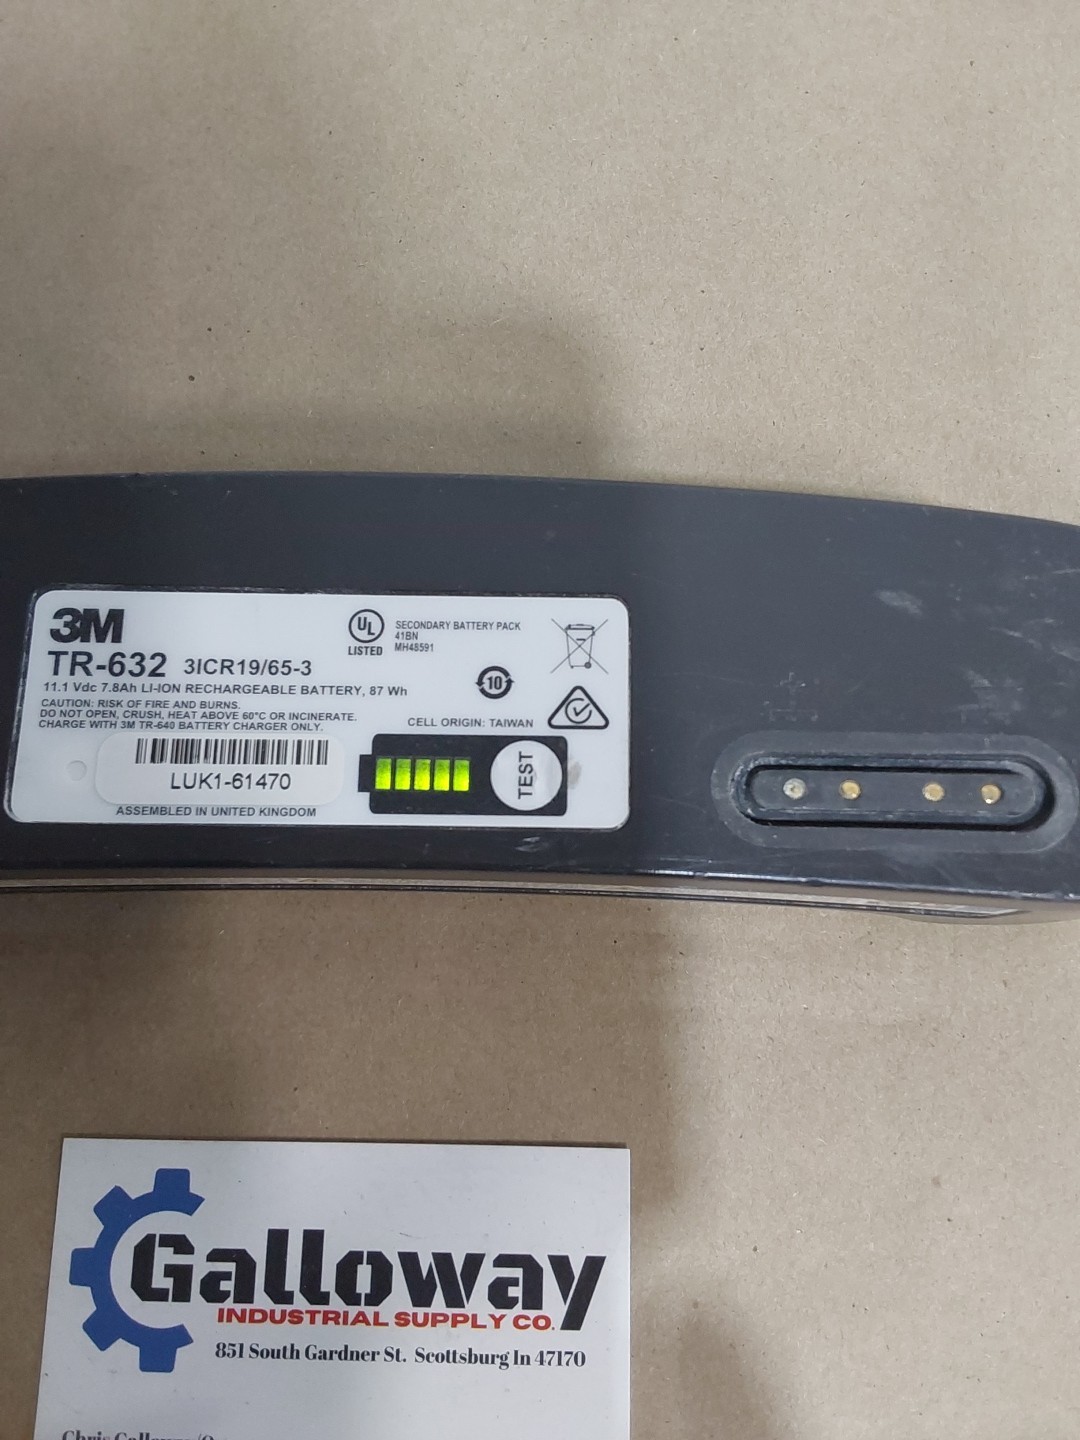 3M
TR-632 3ICR19/65-3
11.1 Vdc 7.8Ah LI-ION RECHARGEABLE BATTERY, 87 Wh
CAUTION: RISK OF FIRE AND BURNS.
DO NOT OPEN, CRUSH, HEAT ABOVE 60°C OR INCINERATE.
CHARGE WITH 3M TR-640 BATTERY CHARGER ONLY.
UL
LISTED
SECONDARY BATTERY PACK
41BN
MH48591
10
CELL ORIGIN: TAIWAN
LUK1-61470
ASSEMBLED IN UNITED KINGDOM
TEST
Galloway
INDUSTRIAL SUPPLY CO.
851 South Gardner St. Scottsburg In 47170
Chris Galloway